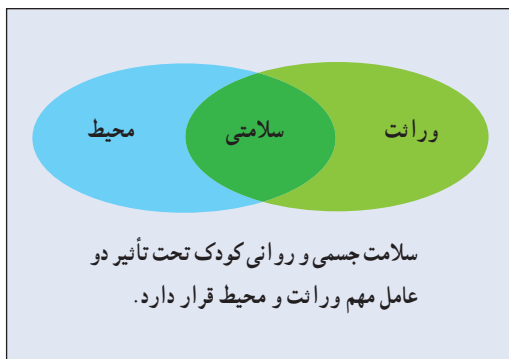 وراثت
سلامتی
محیط
سلامت جسمی و روانی کودک تحت تأثیر دو
عامل مهم وراثت و محیط قرار دارد.